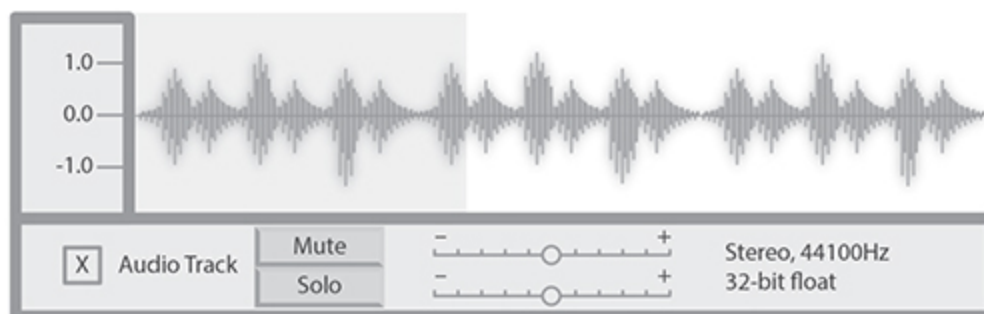 1.0
0.0
-1.0
X Audio Track
Mute
Solo
− +
− +
Stereo, 44100Hz
32-bit float